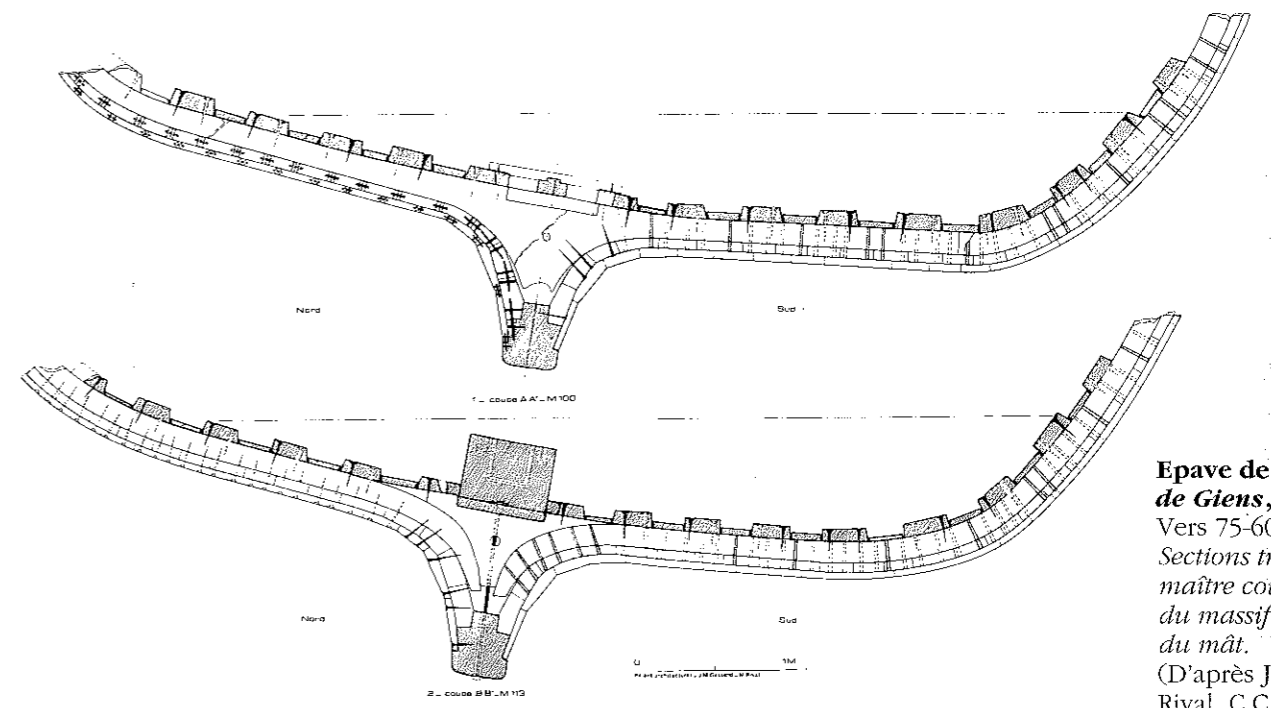 Nord
Sud
1 _ coupe A A' _ M 100
Nord
Sud
0 1M
2 _ coupe B B' _ M 113
Epave de
de Giens,
Vers 75-60
Sections tr
maître cou
du massif
du mât.
(D'après J
Rival, C.C